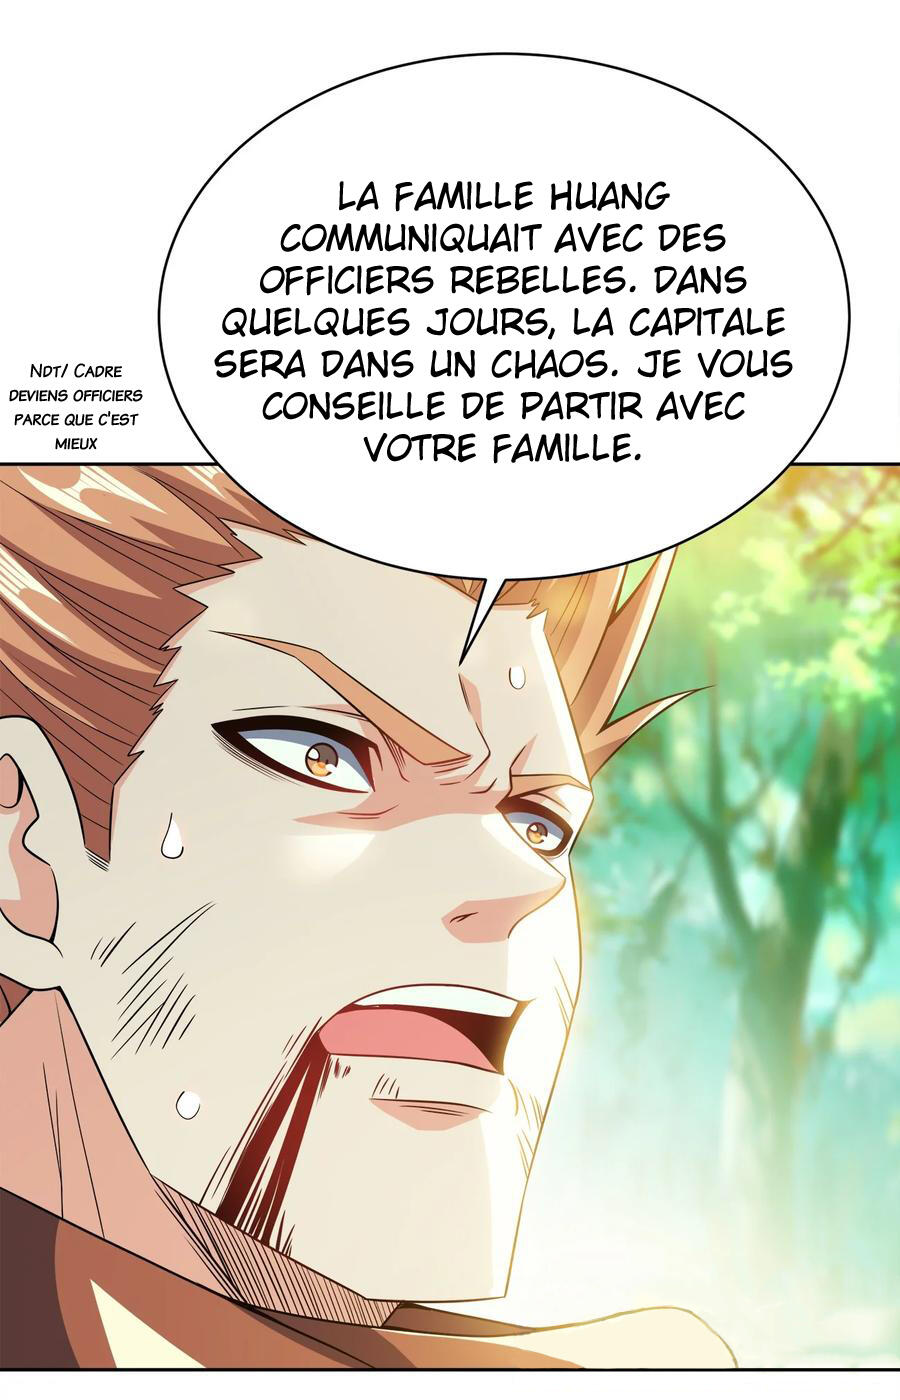 LA FAMILLE HUANG
COMMUNIQUAIT AVEC DES
OFFICIERS REBELLES. DANS
QUELQUES JOURS, LA CAPITALE
SERA DANS UN CHAOS. JE VOUS
CONSEILLE DE PARTIR AVEC
VOTRE FAMILLE.
NDT/ CADRE
DEVIENS OFFICIERS
PARCE QUE C'EST
MIEUX